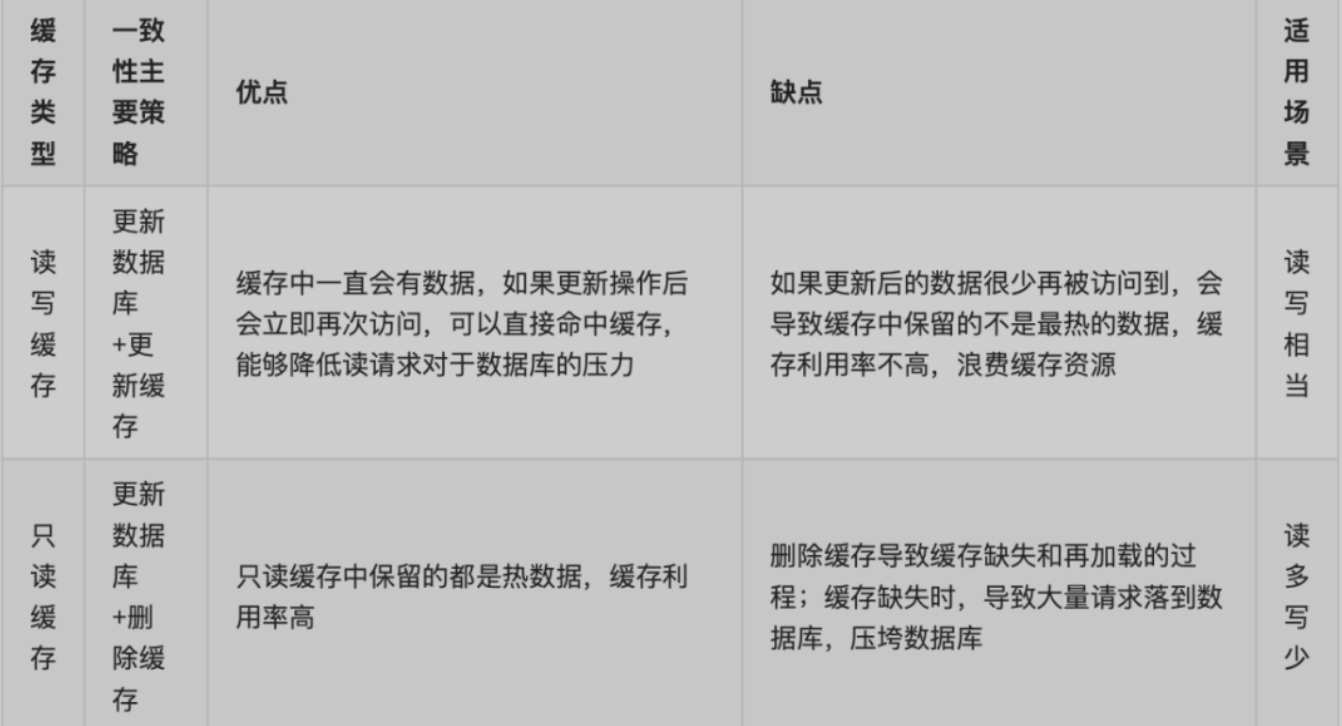 缓
存
类
型
一致
性主
要策
略
优点
缺点
适
用
场
景
读
写
缓
存
更新
数据
库
+更
新缓
存
缓存中一直会有数据，如果更新操作后
会立即再次访问，可以直接命中缓存，
能够降低读请求对于数据库的压力
如果更新后的数据很少再被访问到，会
导致缓存中保留的不是最热的数据，缓
存利用率不高，浪费缓存资源
读
写
相
当
只
读
缓
存
更新
数据
库
+删
除缓
存
只读缓存中保留的都是热数据，缓存利
用率高
删除缓存导致缓存缺失和再加载的过
程；缓存缺失时，导致大量请求落到数
据库，压垮数据库
读
多
写
少